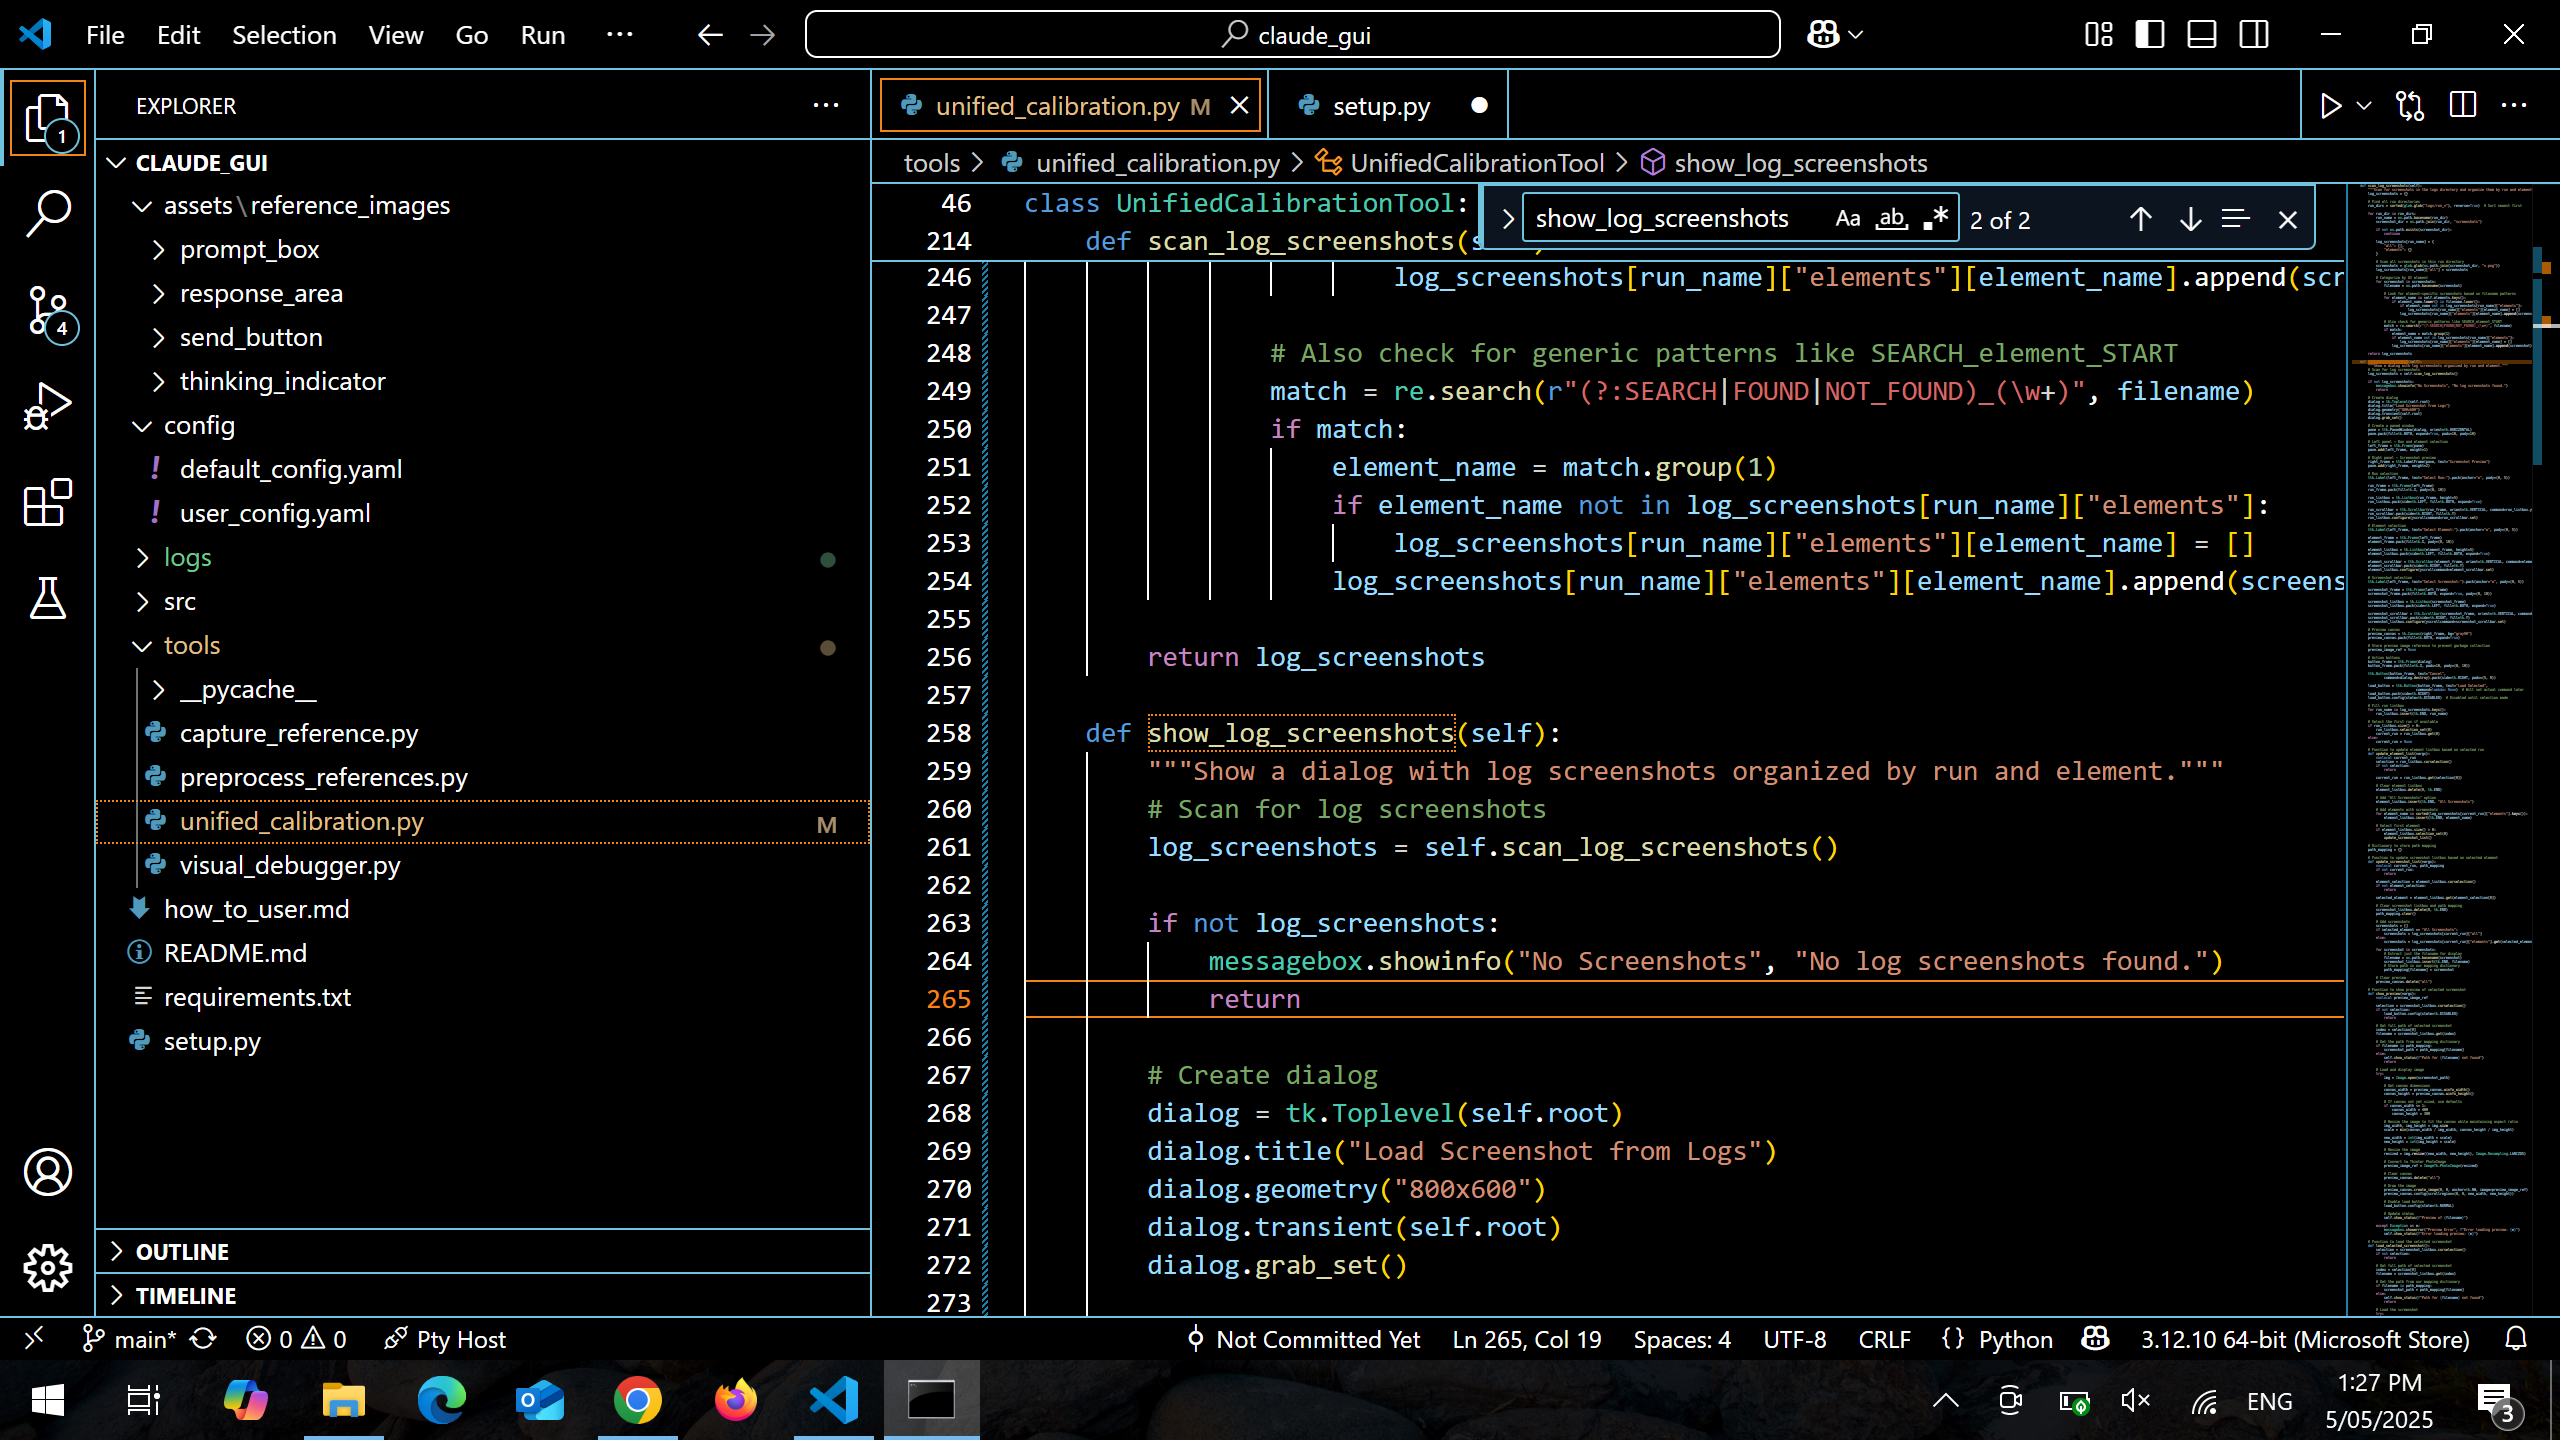 File Edit Selection View Go Run ··· claude_gui
EXPLORER ···
1
CLAUDE_GUI
assets\reference_images
prompt_box
response_area
send_button
thinking_indicator
config
! default_config.yaml
! user_config.yaml
logs
src
tools
__pycache__
capture_reference.py
preprocess_references.py
unified_calibration.py M
visual_debugger.py
how_to_user.md
README.md
requirements.txt
setup.py
4
OUTLINE
TIMELINE
unified_calibration.py M setup.py
tools > unified_calibration.py > UnifiedCalibrationTool > show_log_screenshots
show_log_screenshots Aa ab .* 2 of 2
46 class UnifiedCalibrationTool:
214 def scan_log_screenshots(
246 log_screenshots[run_name]["elements"][element_name].append(scr
247
248 # Also check for generic patterns like SEARCH_element_START
249 match = re.search(r"(?:SEARCH|FOUND|NOT_FOUND)_(\w+)", filename)
250 if match:
251 element_name = match.group(1)
252 if element_name not in log_screenshots[run_name]["elements"]:
253 log_screenshots[run_name]["elements"][element_name] = []
254 log_screenshots[run_name]["elements"][element_name].append(screens
255
256 return log_screenshots
257
258 def show_log_screenshots(self):
259 """Show a dialog with log screenshots organized by run and element."""
260 # Scan for log screenshots
261 log_screenshots = self.scan_log_screenshots()
262
263 if not log_screenshots:
264 messagebox.showinfo("No Screenshots", "No log screenshots found.")
265 return
266
267 # Create dialog
268 dialog = tk.Toplevel(self.root)
269 dialog.title("Load Screenshot from Logs")
270 dialog.geometry("800x600")
271 dialog.transient(self.root)
272 dialog.grab_set()
273
main* 0 0 Pty Host Not Committed Yet Ln 265, Col 19 Spaces: 4 UTF-8 CRLF {} Python 3.12.10 64-bit (Microsoft Store)
ENG
1:27 PM
5/05/2025
3